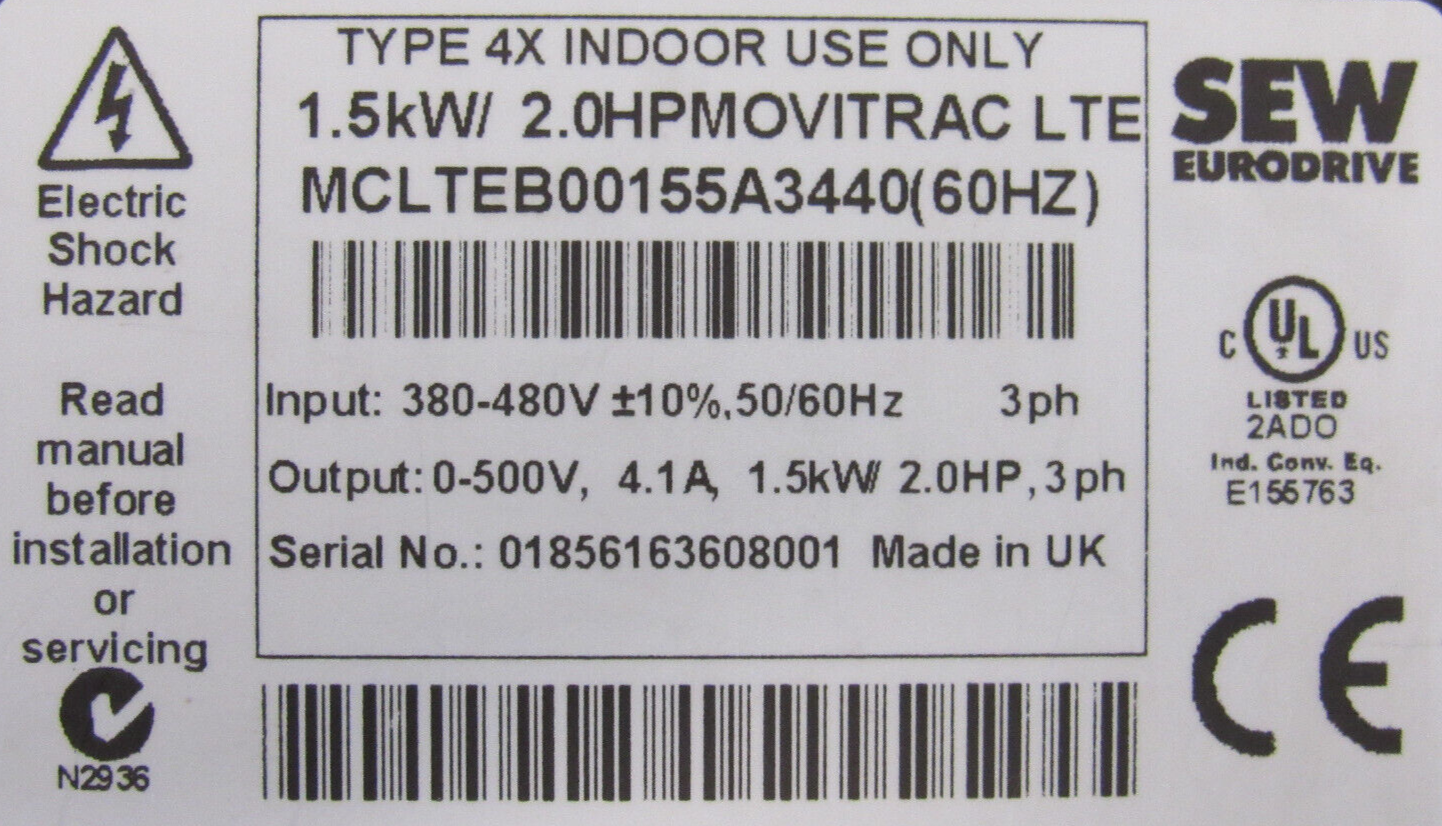 Electric
Shock
Hazard
Read
manual
before
installation
or
servicing
N2936
TYPE 4X INDOOR USE ONLY
1.5kW/ 2.0HPMOVITRAC LTE
MCLTEB00155A3440(60HZ)
Input: 380-480V ±10%,50/60Hz 3ph
Output: 0-500V, 4.1A, 1.5kW/ 2.0HP, 3ph
Serial No.: 01856163608001 Made in UK
SEW
EURODRIVE
C UL US
LISTED
2ADO
Ind. Conv. Eq.
E155763
CE